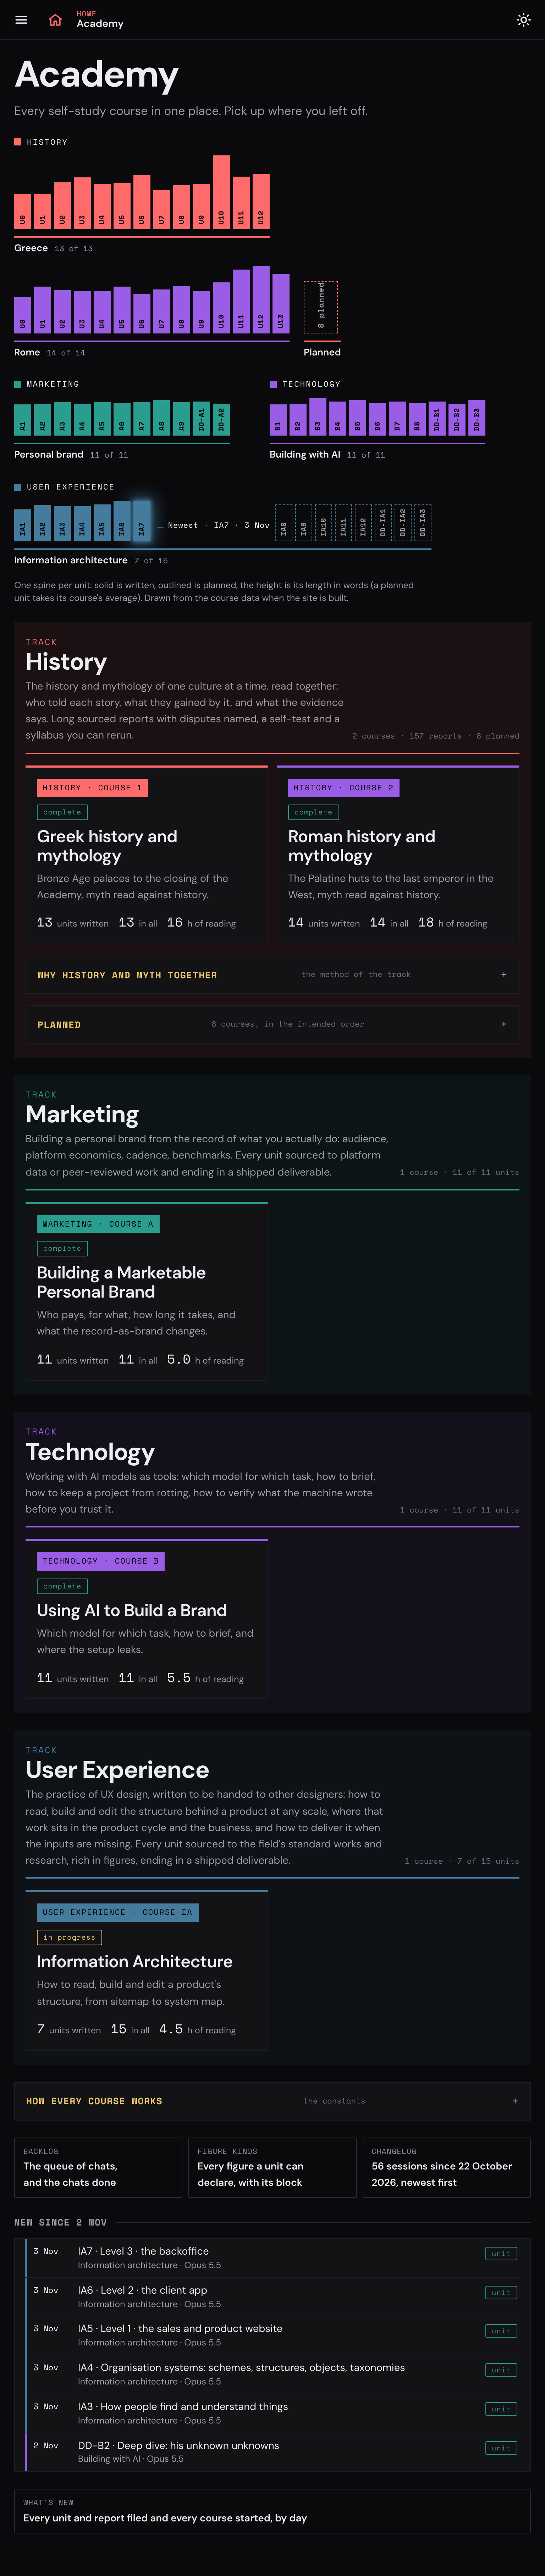 HOME
Academy
Academy
Every self-study course in one place. Pick up where you left off.
HISTORY
U0 U1 U2 U3 U4 U5 U6 U7 U8 U9 U10 U11 U12
Greece 13 of 13
U0 U1 U2 U3 U4 U5 U6 U7 U8 U9 U10 U11 U12 U13
8 planned
Rome 14 of 14
Planned
MARKETING
A1 A2 A3 A4 A5 A6 A7 A8 A9 DD-A1 DD-A2
Personal brand 11 of 11
TECHNOLOGY
B1 B2 B3 B4 B5 B6 B7 B8 DD-B1 DD-B2 DD-B3
Building with AI 11 of 11
USER EXPERIENCE
IA1 IA2 IA3 IA4 IA5 IA6 IA7
← Newest · IA7 · 3 Nov
IA8 IA9 IA10 IA11 IA12 DD-IA1 DD-IA2 DD-IA3
Information architecture 7 of 15
One spine per unit: solid is written, outlined is planned, the height is its length in words (a planned
unit takes its course's average). Drawn from the course data when the site is built.
TRACK
History
The history and mythology of one culture at a time, read together:
who told each story, what they gained by it, and what the evidence
says. Long sourced reports with disputes named, a self-test and a
syllabus you can rerun.
2 courses · 157 reports · 8 planned
HISTORY · COURSE 1
complete
Greek history and
mythology
Bronze Age palaces to the closing of the
Academy, myth read against history.
13 units written 13 in all 16 h of reading
HISTORY · COURSE 2
complete
Roman history and
mythology
The Palatine huts to the last emperor in the
West, myth read against history.
14 units written 14 in all 18 h of reading
WHY HISTORY AND MYTH TOGETHER
the method of the track
+
PLANNED
8 courses, in the intended order
+
TRACK
Marketing
Building a personal brand from the record of what you actually do: audience,
platform economics, cadence, benchmarks. Every unit sourced to platform
data or peer-reviewed work and ending in a shipped deliverable.
1 course · 11 of 11 units
MARKETING · COURSE A
complete
Building a Marketable
Personal Brand
Who pays, for what, how long it takes, and
what the record-as-brand changes.
11 units written 11 in all 5.0 h of reading
TRACK
Technology
Working with AI models as tools: which model for which task, how to brief,
how to keep a project from rotting, how to verify what the machine wrote
before you trust it.
1 course · 11 of 11 units
TECHNOLOGY · COURSE B
complete
Using AI to Build a Brand
Which model for which task, how to brief, and
where the setup leaks.
11 units written 11 in all 5.5 h of reading
TRACK
User Experience
The practice of UX design, written to be handed to other designers: how to
read, build and edit the structure behind a product at any scale, where that
work sits in the product cycle and the business, and how to deliver it when
the inputs are missing. Every unit sourced to the field's standard works and
research, rich in figures, ending in a shipped deliverable.
1 course · 7 of 15 units
USER EXPERIENCE · COURSE IA
in progress
Information Architecture
How to read, build and edit a product's
structure, from sitemap to system map.
7 units written 15 in all 4.5 h of reading
HOW EVERY COURSE WORKS
the constants
+
BACKLOG
The queue of chats,
and the chats done
FIGURE KINDS
Every figure a unit can
declare, with its block
CHANGELOG
56 sessions since 22 October
2026, newest first
NEW SINCE 2 NOV
3 Nov IA7 · Level 3 · the backoffice unit
Information architecture · Opus 5.5
3 Nov IA6 · Level 2 · the client app unit
Information architecture · Opus 5.5
3 Nov IA5 · Level 1 · the sales and product website unit
Information architecture · Opus 5.5
3 Nov IA4 · Organisation systems: schemes, structures, objects, taxonomies unit
Information architecture · Opus 5.5
3 Nov IA3 · How people find and understand things unit
Information architecture · Opus 5.5
2 Nov DD-B2 · Deep dive: his unknown unknowns unit
Building with AI · Opus 5.5
WHAT'S NEW
Every unit and report filed and every course started, by day